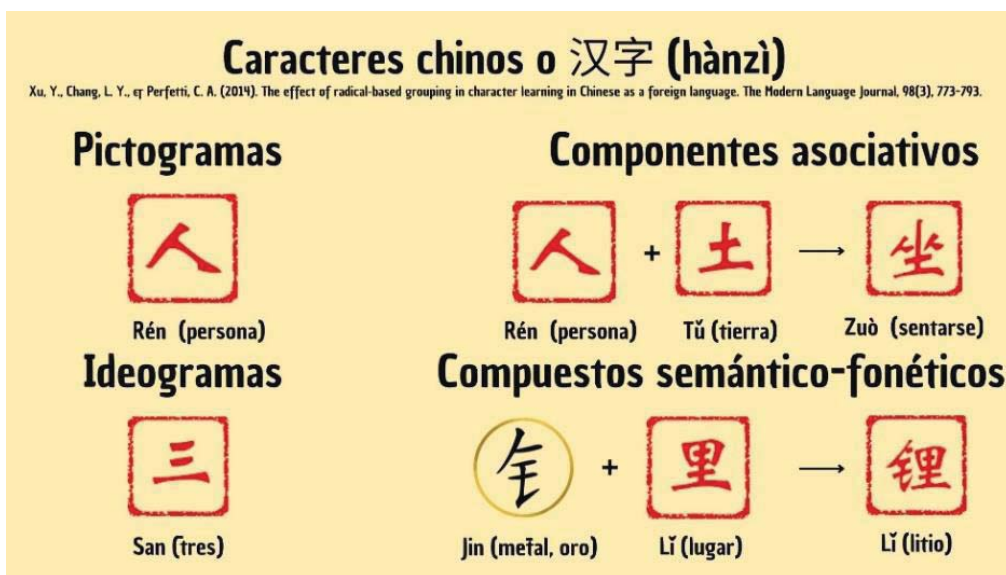 Caracteres chinos o 汉字 (hànzì)
Xu, Y., Chang, L. Y., & Perfetti, C. A. (2014). The effect of radical-based grouping in character learning in Chinese as a foreign language. The Modern Language Journal, 98(3), 773-793.
Pictogramas
人
Rén (persona)
Componentes asociativos
人 + 土 → 坐
Rén (persona) Tǔ (tierra) Zuò (sentarse)
Ideogramas
三
San (tres)
Compuestos semántico-fonéticos
钅 + 里 → 锂
Jin (metal, oro) Lǐ (lugar) Lǐ (litio)